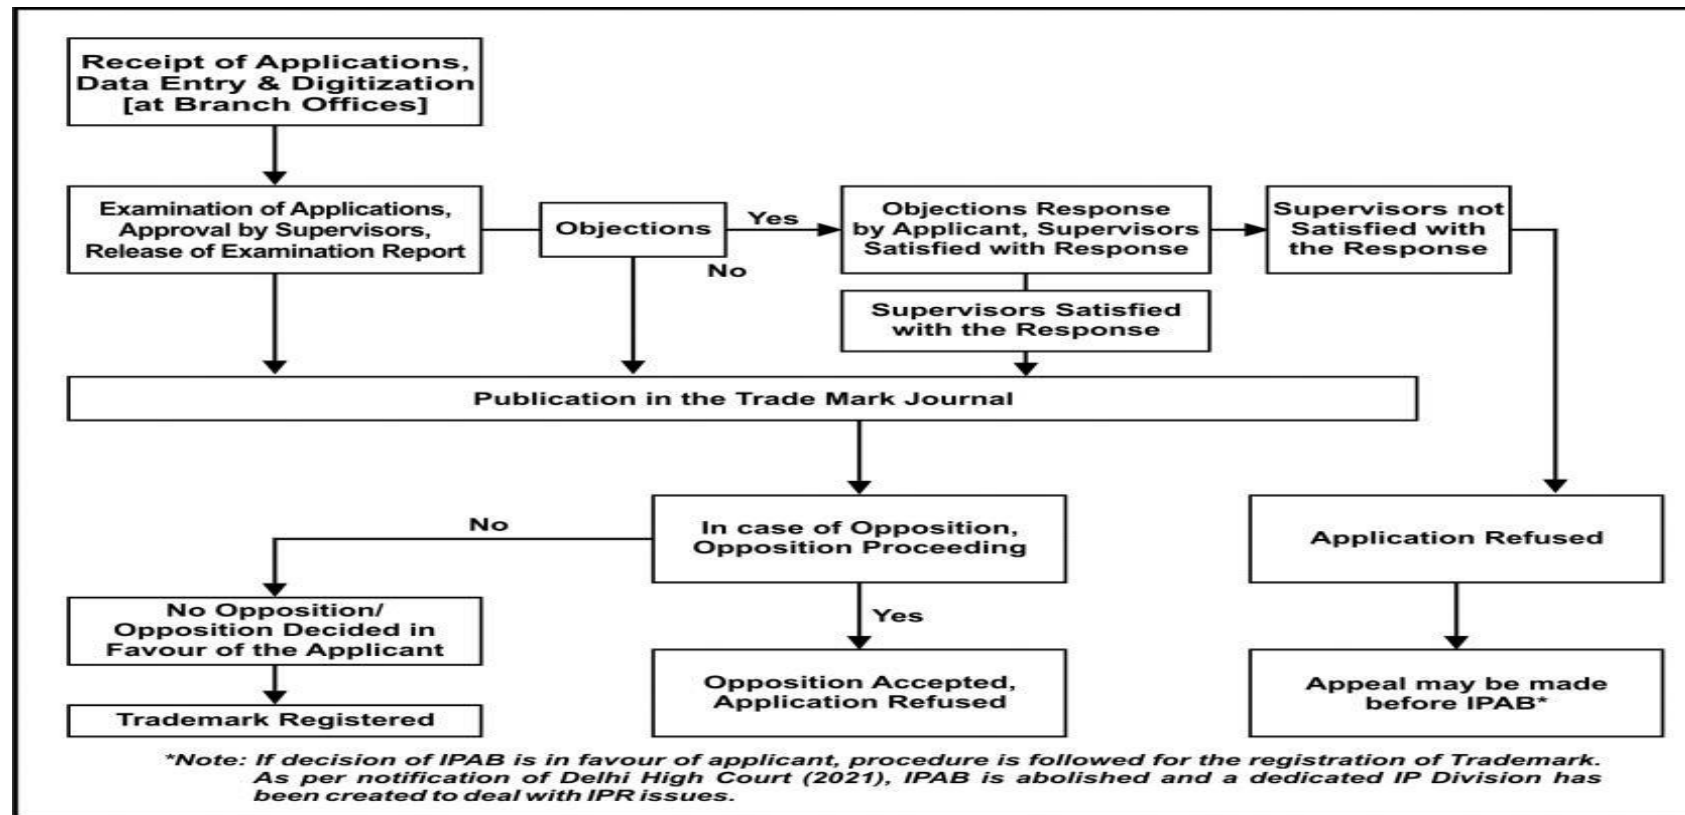 Receipt of Applications,
Data Entry & Digitization
[at Branch Offices]
Examination of Applications,
Approval by Supervisors,
Release of Examination Report
Objections
Yes
No
Objections Response
by Applicant, Supervisors
Satisfied with Response
Supervisors not
Satisfied with
the Response
Supervisors Satisfied
with the Response
Publication in the Trade Mark Journal
No
In case of Opposition,
Opposition Proceeding
Application Refused
No Opposition/
Opposition Decided in
Favour of the Applicant
Yes
Opposition Accepted,
Application Refused
Appeal may be made
before IPAB*
Trademark Registered
*Note: If decision of IPAB is in favour of applicant, procedure is followed for the registration of Trademark.
As per notification of Delhi High Court (2021), IPAB is abolished and a dedicated IP Division has
been created to deal with IPR issues.